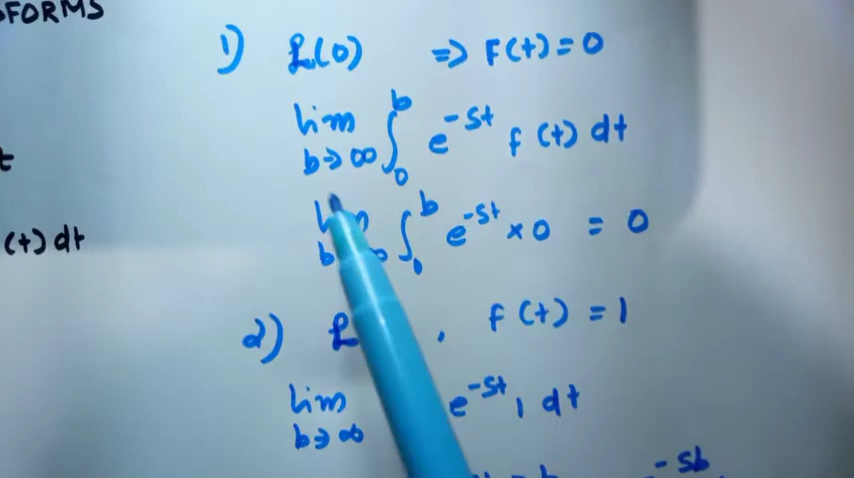 FORMS
1) ℒ(0) => F(t) = 0
lim b→∞ ∫₀ᵇ e^-st f(t) dt
t
lim b ∞ ∫₀ᵇ e^-st × 0 = 0
(t) dt
2) ℒ , f(t) = 1
lim b→∞ e^-st 1 dt
-sb